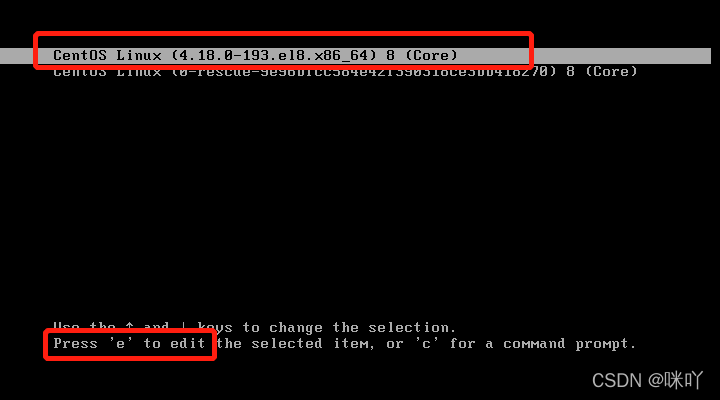 CentOS Linux (4.18.0-193.el8.x86_64) 8 (Core)
CentOS Linux (0-rescue-9e96b1cc584e42f390318ce3bb418270) 8 (Core)
Use the ↑ and ↓ keys to change the selection.
Press 'e' to edit the selected item, or 'c' for a command prompt.
CSDN @咪吖